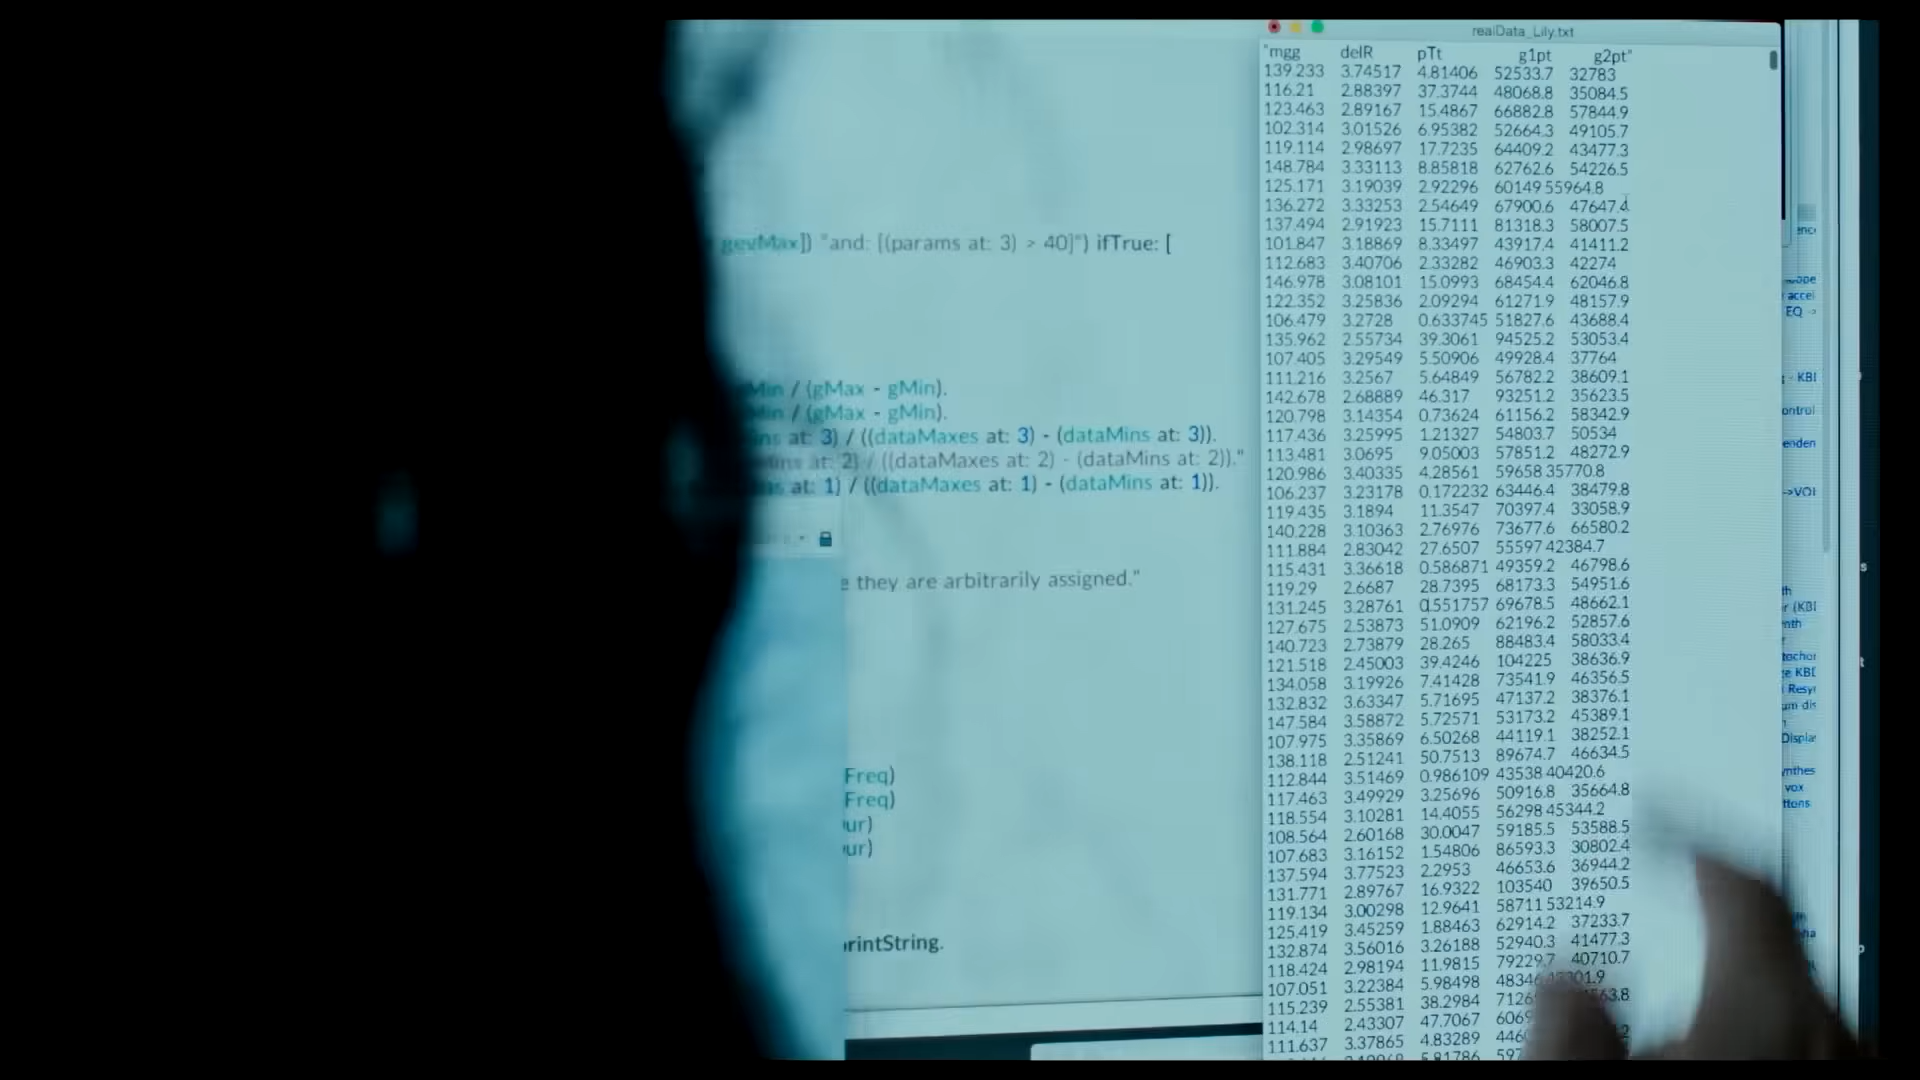 gevMax]) "and: [(params at: 3) > 40]") ifTrue: [
Min / (gMax - gMin).
Min / (gMax - gMin).
at: 3) / ((dataMaxes at: 3) - (dataMins at: 3)).
at: 2) / ((dataMaxes at: 2) - (dataMins at: 2))."
at: 1) / ((dataMaxes at: 1) - (dataMins at: 1)).
they are arbitrarily assigned."
Freq)
Freq)
rintString.
realData_Lily.txt
"mgg delR pTt g1pt g2pt"
139.233 3.74517 4.81406 52533.7 32783
116.21 2.88397 37.3744 48068.8 35084.5
123.463 2.89167 15.4867 66882.8 57844.9
102.314 3.01526 6.95382 52664.3 49105.7
119.114 2.98697 17.7235 64409.2 43477.3
148.784 3.33113 8.85818 62762.6 54226.5
125.171 3.19039 2.92296 60149 55964.8
136.272 3.33253 2.54649 67900.6 47647.4
137.494 2.91923 15.7111 81318.3 58007.5
101.847 3.18869 8.33497 43917.4 41411.2
112.683 3.40706 2.33282 46903.3 42274
146.978 3.08101 15.0993 68454.4 62046.8
122.352 3.25836 2.09294 61271.9 48157.9
106.479 3.2728 0.633745 51827.6 43688.4
135.962 2.55734 39.3061 94525.2 53053.4
107.405 3.29549 5.50906 49928.4 37764
111.216 3.2567 5.64849 56782.2 38609.1
142.678 2.68889 46.317 93251.2 35623.5
120.798 3.14354 0.73624 61156.2 58342.9
117.436 3.25995 1.21327 54803.7 50534
113.481 3.0695 9.05003 57851.2 48272.9
120.986 3.40335 4.28561 59658 35770.8
106.237 3.23178 0.172232 63446.4 38479.8
119.435 3.1894 11.3547 70397.4 33058.9
140.228 3.10363 2.76976 73677.6 66580.2
111.884 2.83042 27.6507 55597 42384.7
115.431 3.36618 0.586871 49359.2 46798.6
119.29 2.6687 28.7395 68173.3 54951.6
131.245 3.28761 0.551757 69678.5 48662.1
127.675 2.53873 51.0909 62196.2 52857.6
140.723 2.73879 28.265 88483.4 58033.4
121.518 2.45003 39.4246 104225 38636.9
134.058 3.19926 7.41428 73541.9 46356.5
132.832 3.63347 5.71695 47137.2 38376.1
147.584 3.58872 5.72571 53173.2 45389.1
107.975 3.35869 6.50268 44119.1 38252.1
138.118 2.51241 50.7513 89674.7 46634.5
112.844 3.51469 0.986109 43538 40420.6
117.463 3.49929 3.25696 50916.8 35664.8
118.554 3.10281 14.4055 56298 45344.2
108.564 2.60168 30.0047 59185.5 53588.5
107.683 3.16152 1.54806 86593.3 30802.4
137.594 3.77523 2.2953 46653.6 36944.2
131.771 2.89767 16.9322 103540 39650.5
119.134 3.00298 12.9641 58711 53214.9
125.419 3.45259 1.88463 62914.2 37233.7
132.874 3.56016 3.26188 52940.3 41477.3
118.424 2.98194 11.9815 79229.7 40710.7
107.051 3.22384 5.98498
115.239 2.55381 38.2984
114.14 2.43307 47.7067
111.637 3.37865 4.83289
EQ ->
- KBI
ontrol
->VOI
(KBI
KBI
vox